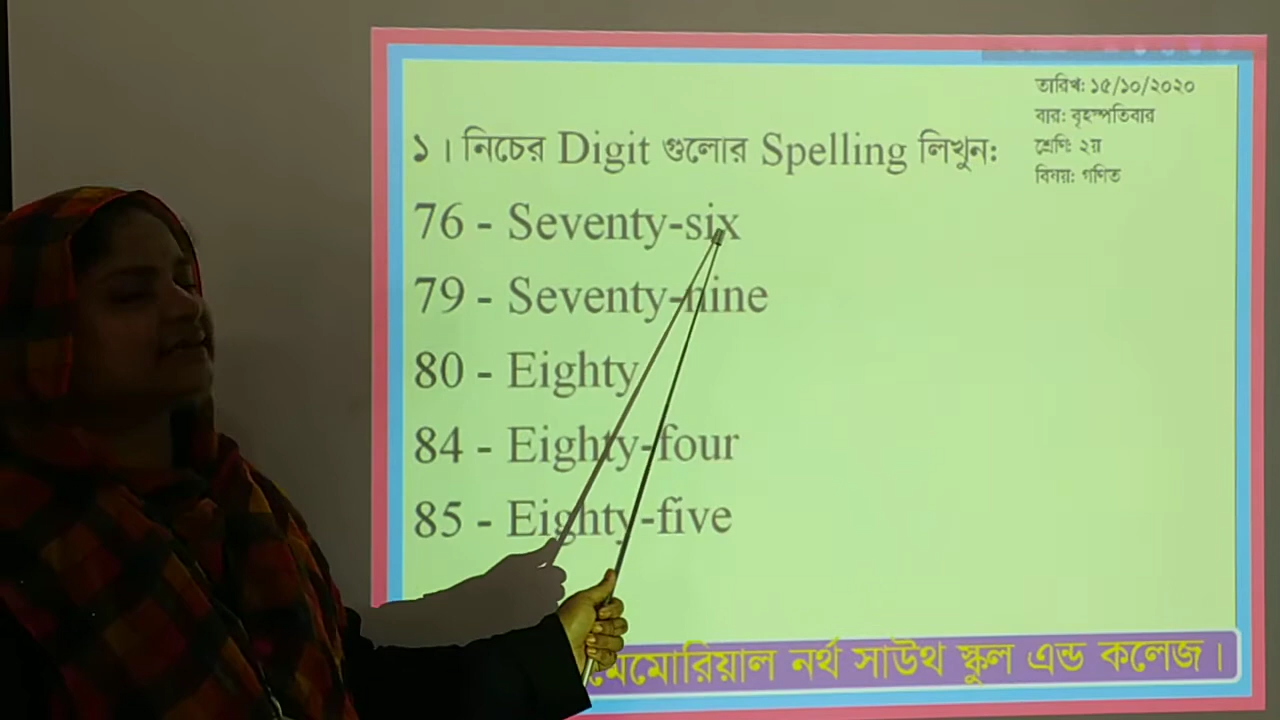 তারিখ: ১৫/১০/২০২০
বার: বৃহস্পতিবার
শ্রেণি: ২য়
বিষয়: গণিত
১। নিচের Digit গুলোর Spelling লিখুন:
76 - Seventy-six
79 - Seventy-nine
80 - Eighty
84 - Eighty-four
85 - Eighty-five
মেমোরিয়াল নর্থ সাউথ স্কুল এন্ড কলেজ।